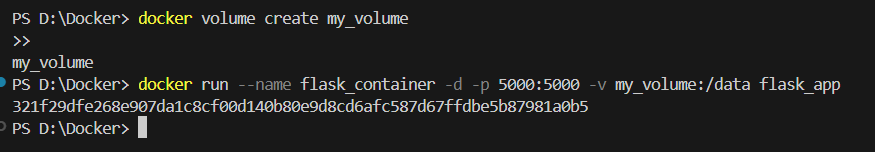 PS D:\Docker> docker volume create my_volume
>>
my_volume
PS D:\Docker> docker run --name flask_container -d -p 5000:5000 -v my_volume:/data flask_app
321f29dfe268e907da1c8cf00d140b80e9d8cd6afc587d67ffdbe5b87981a0b5
PS D:\Docker>